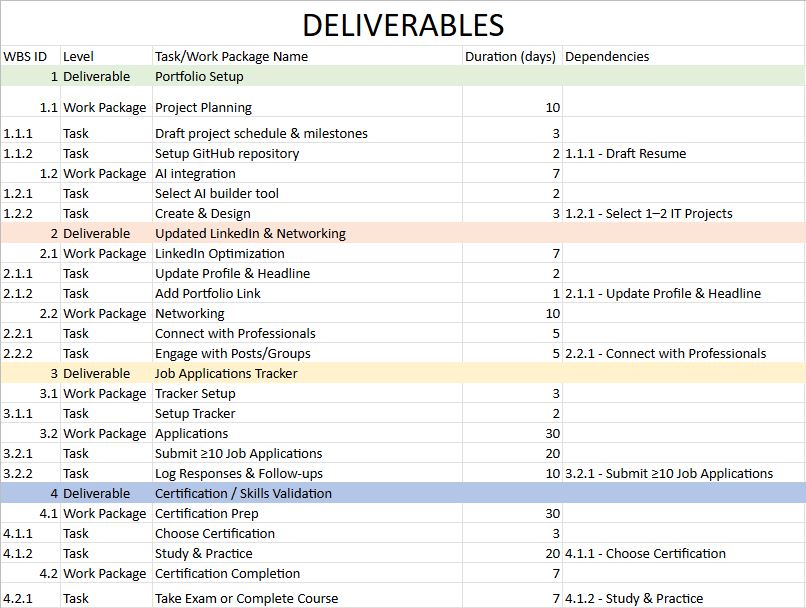 DELIVERABLES
WBS ID Level Task/Work Package Name Duration (days) Dependencies
1 Deliverable Portfolio Setup
1.1 Work Package Project Planning 10
1.1.1 Task Draft project schedule & milestones 3
1.1.2 Task Setup GitHub repository 2 1.1.1 - Draft Resume
1.2 Work Package AI integration 7
1.2.1 Task Select AI builder tool 2
1.2.2 Task Create & Design 3 1.2.1 - Select 1–2 IT Projects
2 Deliverable Updated LinkedIn & Networking
2.1 Work Package LinkedIn Optimization 7
2.1.1 Task Update Profile & Headline 2
2.1.2 Task Add Portfolio Link 1 2.1.1 - Update Profile & Headline
2.2 Work Package Networking 10
2.2.1 Task Connect with Professionals 5
2.2.2 Task Engage with Posts/Groups 5 2.2.1 - Connect with Professionals
3 Deliverable Job Applications Tracker
3.1 Work Package Tracker Setup 3
3.1.1 Task Setup Tracker 2
3.2 Work Package Applications 30
3.2.1 Task Submit ≥10 Job Applications 20
3.2.2 Task Log Responses & Follow-ups 10 3.2.1 - Submit ≥10 Job Applications
4 Deliverable Certification / Skills Validation
4.1 Work Package Certification Prep 30
4.1.1 Task Choose Certification 3
4.1.2 Task Study & Practice 20 4.1.1 - Choose Certification
4.2 Work Package Certification Completion 7
4.2.1 Task Take Exam or Complete Course 7 4.1.2 - Study & Practice